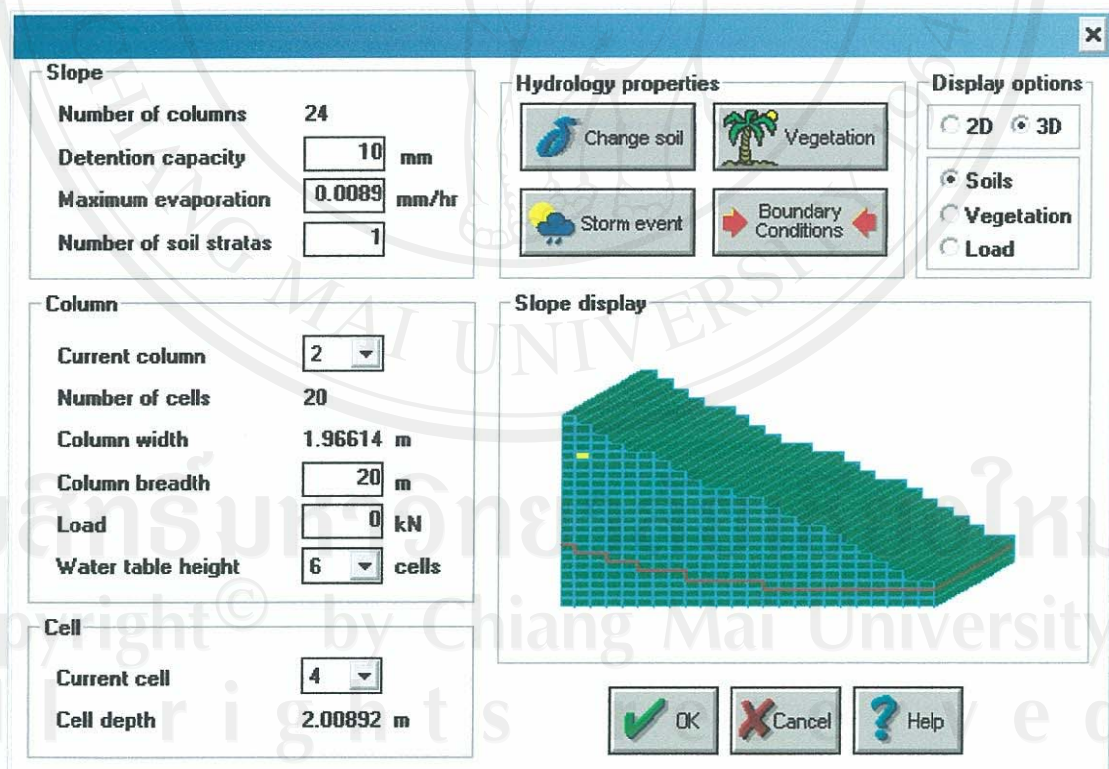 Slope
Number of columns 24
Detention capacity 10 mm
Maximum evaporation 0.0089 mm/hr
Number of soil stratas 1
Hydrology properties
Change soil
Vegetation
Storm event
Boundary
Conditions
Display options
2D 3D
Soils
Vegetation
Load
Column
Current column 2
Number of cells 20
Column width 1.96614 m
Column breadth 20 m
Load 0 kN
Water table height 6 cells
Slope display
Cell
Current cell 4
Cell depth 2.00892 m
OK
Cancel
Help
CHIANG MAI UNIVERSITY 1964
by Chiang Mai University